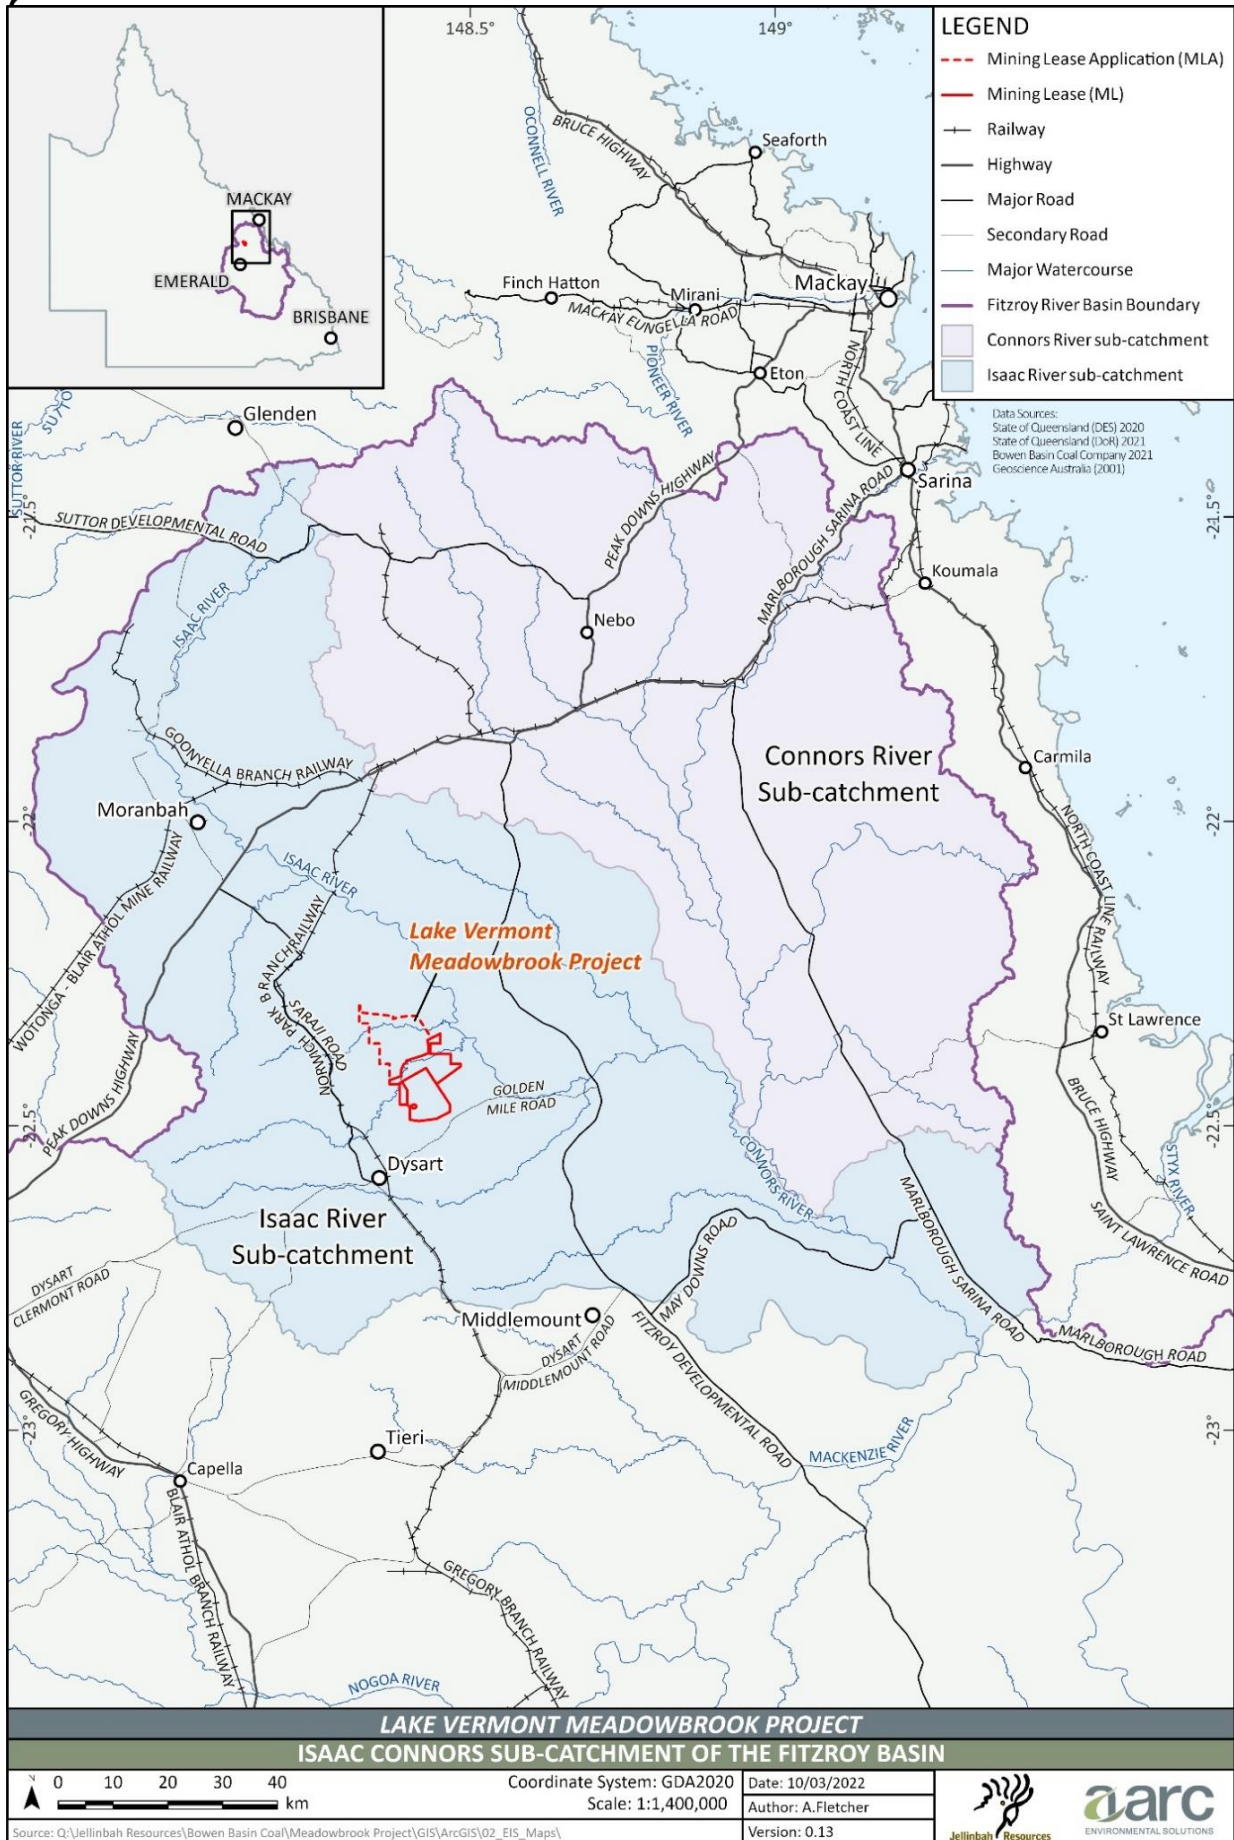 148.5°
149°
LEGEND
Mining Lease Application (MLA)
Mining Lease (ML)
Railway
Highway
Major Road
Secondary Road
Major Watercourse
Fitzroy River Basin Boundary
Connors River sub-catchment
Isaac River sub-catchment
Data Sources:
State of Queensland (DES) 2020
State of Queensland (DoR) 2021
Bowen Basin Coal Company 2021
Geoscience Australia (2001)
MACKAY
EMERALD
BRISBANE
OCONNELL RIVER
BRUCE HIGHWAY
Seaforth
Finch Hatton
Mirani
Mackay
MACKAY EUNGELLA ROAD
PIONEER RIVER
Eton
NORTH COAST LINE
Glenden
SUTTO
SUTTOR RIVER
Sarina
-21.5°
-21.5°
SUTTOR DEVELOPMENTAL ROAD
PEAK DOWNS HIGHWAY
MARLBOROUGH SARINA ROAD
ISAAC RIVER
Koumala
Nebo
GOONYELLA BRANCH RAILWAY
Connors River
Sub-catchment
Carmila
Moranbah
-22°
-22°
ISAAC RIVER
WOTONGA - BLAIR ATHOL MINE RAILWAY
NORTH COAST LINE RAILWAY
Lake Vermont
Meadowbrook Project
NORWICH PARK BRANCH RAILWAY
SARAJI ROAD
St Lawrence
PEAK DOWNS HIGHWAY
GOLDEN
MILE ROAD
BRUCE HIGHWAY
-22.5°
-22.5°
Dysart
CONNORS RIVER
STYX RIVER
Isaac River
Sub-catchment
MARLBOROUGH SARINA ROAD
SAINT LAWRENCE ROAD
DYSART
CLERMONT ROAD
MAY DOWNS ROAD
Middlemount
DYSART
MIDDLEMOUNT ROAD
FITZROY DEVELOPMENTAL ROAD
MARLBOROUGH ROAD
GREGORY HIGHWAY
-23°
-23°
Tieri
MACKENZIE RIVER
Capella
BLAIR ATHOL BRANCH RAILWAY
GREGORY BRANCH RAILWAY
NOGOA RIVER
LAKE VERMONT MEADOWBROOK PROJECT
ISAAC CONNORS SUB-CATCHMENT OF THE FITZROY BASIN
N
0 10 20 30 40
km
Coordinate System: GDA2020
Scale: 1:1,400,000
Date: 10/03/2022
Author: A.Fletcher
Version: 0.13
Source: Q:\Jellinbah Resources\Bowen Basin Coal\Meadowbrook Project\GIS\ArcGIS\02_EIS_Maps\
Jellinbah Resources
aarc
ENVIRONMENTAL SOLUTIONS